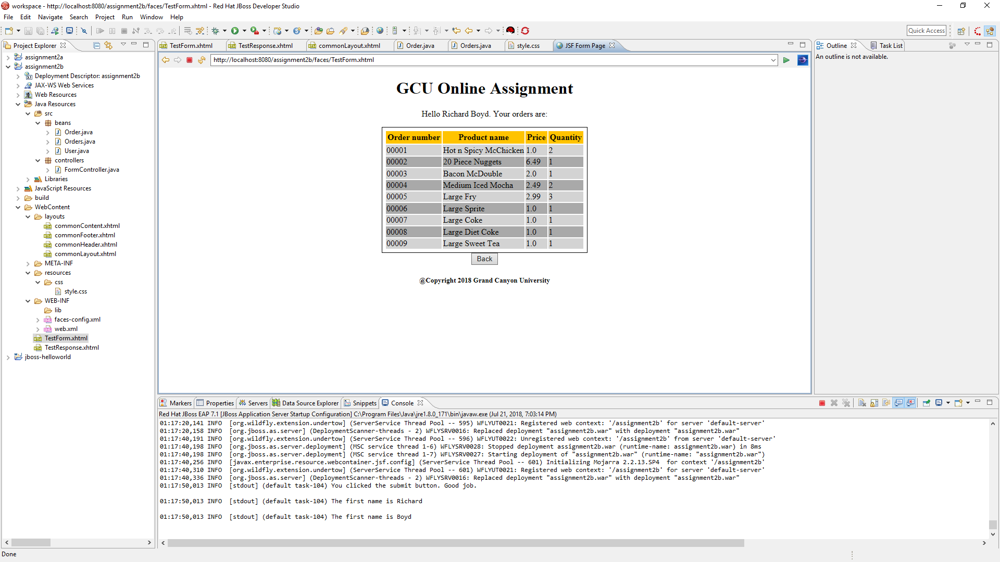 workspace - http://localhost:8080/assignment2b/faces/TestForm.xhtml - Red Hat JBoss Developer Studio
File Edit Navigate Search Project Run Window Help
Quick Access
Project Explorer
assignment2a
assignment2b
Deployment Descriptor: assignment2b
JAX-WS Web Services
Web Resources
Java Resources
src
beans
Order.java
Orders.java
User.java
controllers
FormController.java
Libraries
JavaScript Resources
build
WebContent
layouts
commonContent.xhtml
commonFooter.xhtml
commonHeader.xhtml
commonLayout.xhtml
META-INF
resources
css
style.css
WEB-INF
lib
faces-config.xml
web.xml
TestForm.xhtml
TestResponse.xhtml
jboss-helloworld
TestForm.xhtml TestResponse.xhtml commonLayout.xhtml Order.java Orders.java style.css JSF Form Page
http://localhost:8080/assignment2b/faces/TestForm.xhtml
GCU Online Assignment
Hello Richard Boyd. Your orders are:
Order number Product name Price Quantity
00001 Hot n Spicy McChicken 1.0 2
00002 20 Piece Nuggets 6.49 1
00003 Bacon McDouble 2.0 1
00004 Medium Iced Mocha 2.49 2
00005 Large Fry 2.99 3
00006 Large Sprite 1.0 1
00007 Large Coke 1.0 1
00008 Large Diet Coke 1.0 1
00009 Large Sweet Tea 1.0 1
Back
@Copyright 2018 Grand Canyon University
Outline Task List
An outline is not available.
Markers Properties Servers Data Source Explorer Snippets Console
Red Hat JBoss EAP 7.1 [JBoss Application Server Startup Configuration] C:\Program Files\Java\jre1.8.0_171\bin\javaw.exe (Jul 21, 2018, 7:03:14 PM)
01:17:20,141 INFO [org.wildfly.extension.undertow] (ServerService Thread Pool -- 595) WFLYUT0021: Registered web context: '/assignment2b' for server 'default-server'
01:17:20,158 INFO [org.jboss.as.server] (DeploymentScanner-threads - 2) WFLYSRV0016: Replaced deployment "assignment2b.war" with deployment "assignment2b.war"
01:17:40,191 INFO [org.wildfly.extension.undertow] (ServerService Thread Pool -- 596) WFLYUT0022: Unregistered web context: '/assignment2b' from server 'default-server'
01:17:40,198 INFO [org.jboss.as.server.deployment] (MSC service thread 1-6) WFLYSRV0028: Stopped deployment assignment2b.war (runtime-name: assignment2b.war) in 8ms
01:17:40,198 INFO [org.jboss.as.server.deployment] (MSC service thread 1-7) WFLYSRV0027: Starting deployment of "assignment2b.war" (runtime-name: "assignment2b.war")
01:17:40,256 INFO [javax.enterprise.resource.webcontainer.jsf.config] (ServerService Thread Pool -- 601) Initializing Mojarra 2.2.13.SP4 for context '/assignment2b'
01:17:40,310 INFO [org.wildfly.extension.undertow] (ServerService Thread Pool -- 601) WFLYUT0021: Registered web context: '/assignment2b' for server 'default-server'
01:17:40,336 INFO [org.jboss.as.server] (DeploymentScanner-threads - 2) WFLYSRV0016: Replaced deployment "assignment2b.war" with deployment "assignment2b.war"
01:17:50,013 INFO [stdout] (default task-104) You clicked the submit button. Good job.
01:17:50,013 INFO [stdout] (default task-104) The first name is Richard
01:17:50,013 INFO [stdout] (default task-104) The first name is Boyd
Done